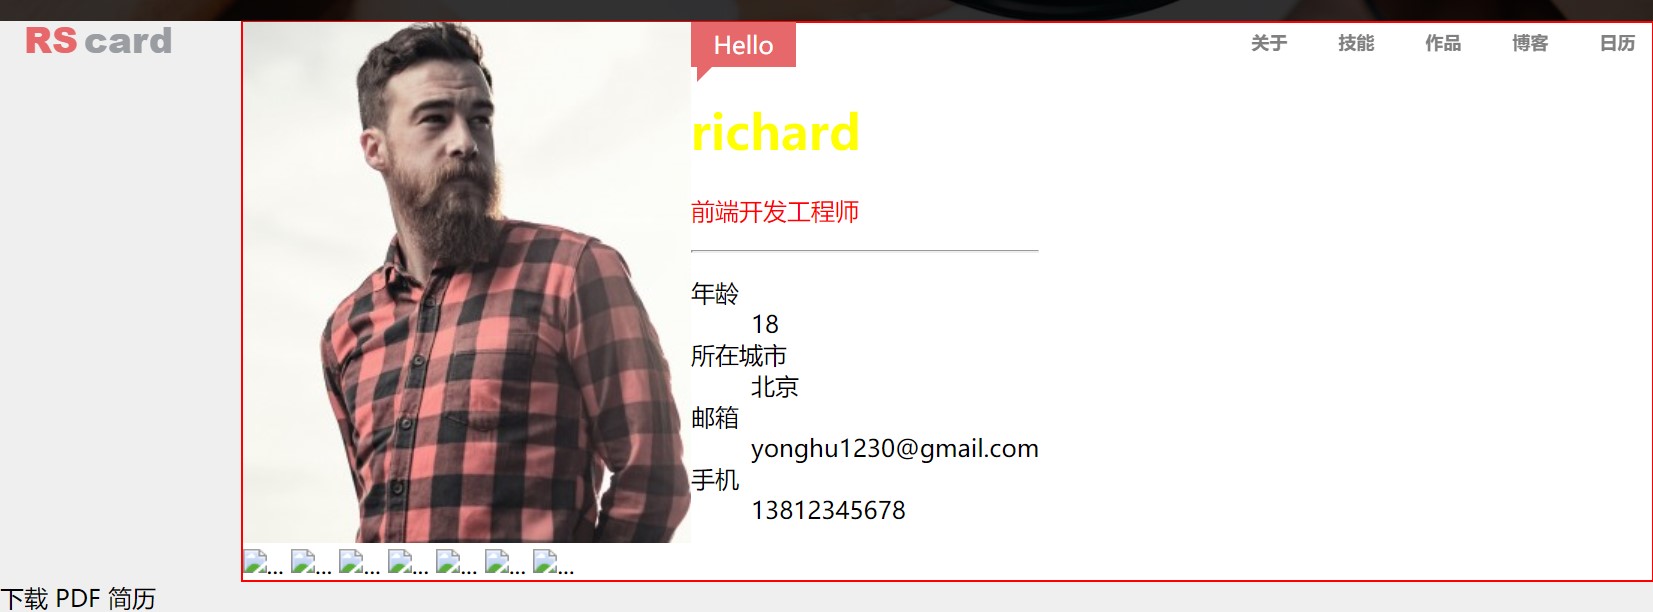 RS card
Hello
关于 技能 作品 博客 日历
richard
前端开发工程师
年龄
18
所在城市
北京
邮箱
yonghu1230@gmail.com
手机
13812345678
... ... ... ... ... ... ...
下载 PDF 简历